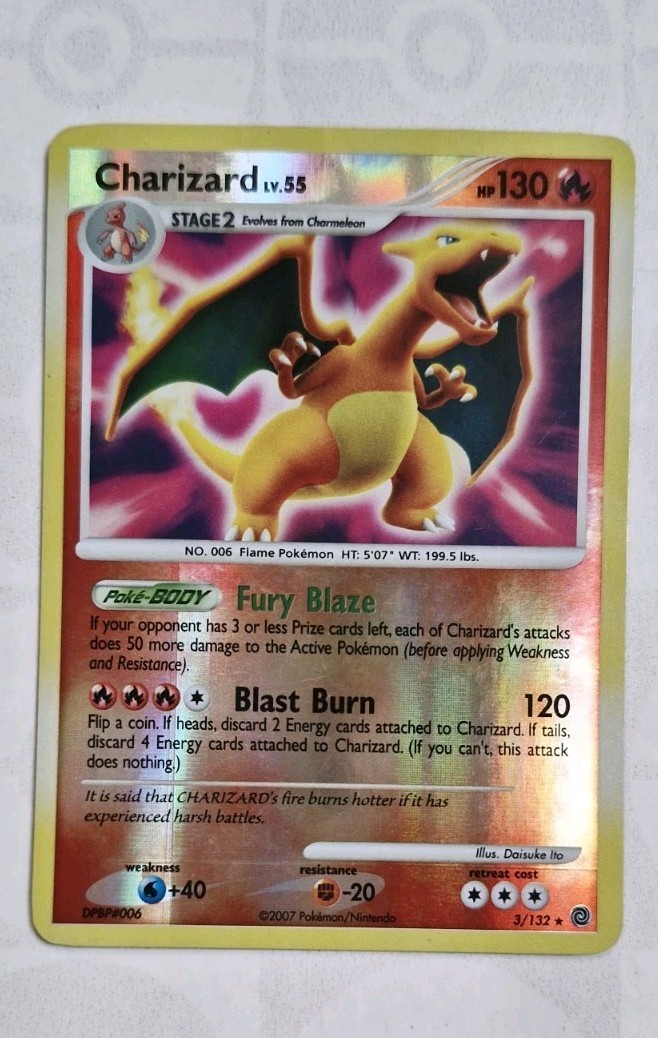 Charizard LV.55 HP 130
STAGE2 Evolves from Charmeleon
NO. 006 Flame Pokémon HT: 5'07" WT: 199.5 lbs.
Poké-BODY Fury Blaze
If your opponent has 3 or less Prize cards left, each of Charizard's attacks
does 50 more damage to the Active Pokémon (before applying Weakness
and Resistance).
Blast Burn 120
Flip a coin. If heads, discard 2 Energy cards attached to Charizard. If tails,
discard 4 Energy cards attached to Charizard. (If you can't, this attack
does nothing.)
It is said that CHARIZARD's fire burns hotter if it has
experienced harsh battles.
Illus. Daisuke Ito
weakness resistance retreat cost
+40 -20
DPBP#006 ©2007 Pokémon/Nintendo 3/132 ★